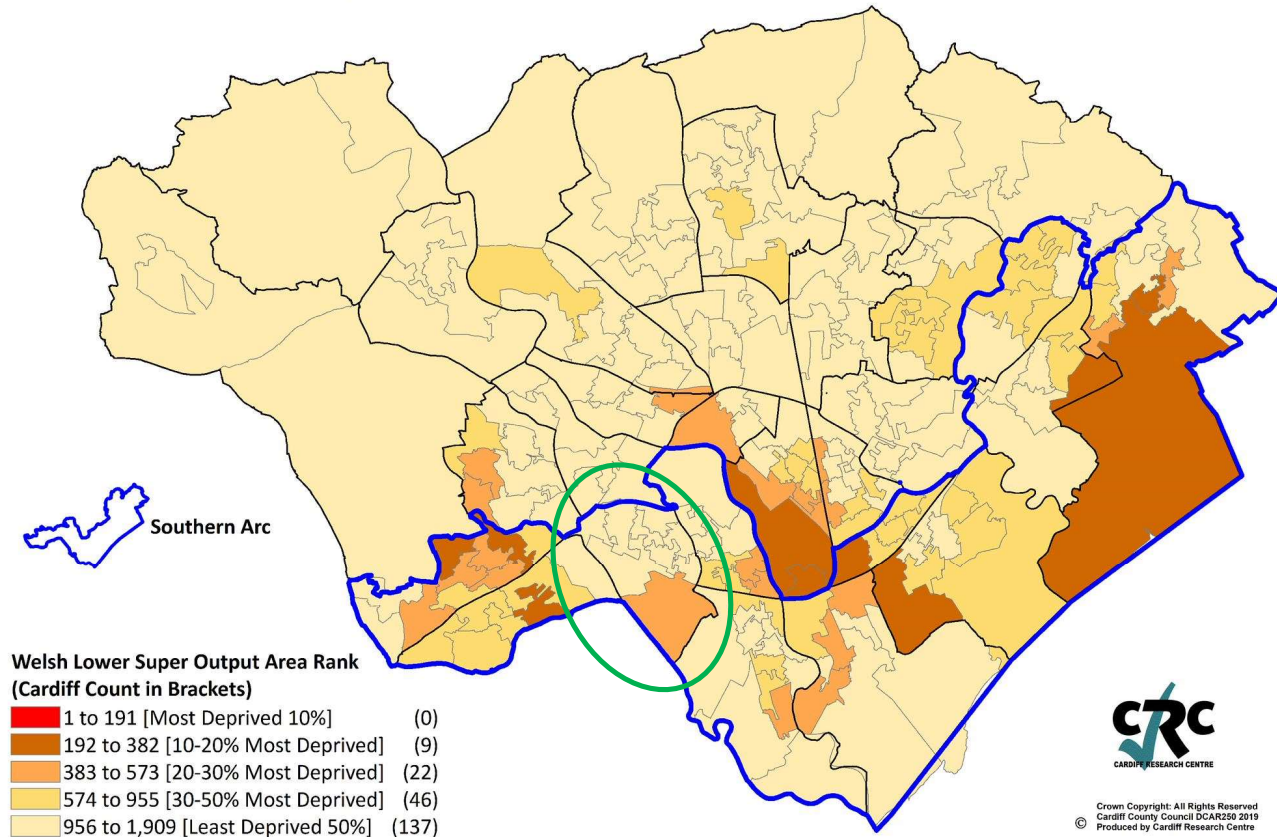 Southern Arc
Welsh Lower Super Output Area Rank
(Cardiff Count in Brackets)
1 to 191 [Most Deprived 10%] (0)
192 to 382 [10-20% Most Deprived] (9)
383 to 573 [20-30% Most Deprived] (22)
574 to 955 [30-50% Most Deprived] (46)
956 to 1,909 [Least Deprived 50%] (137)
CRC
CARDIFF RESEARCH CENTRE
Crown Copyright: All Rights Reserved
Cardiff County Council DCAR250 2019
© Produced by Cardiff Research Centre